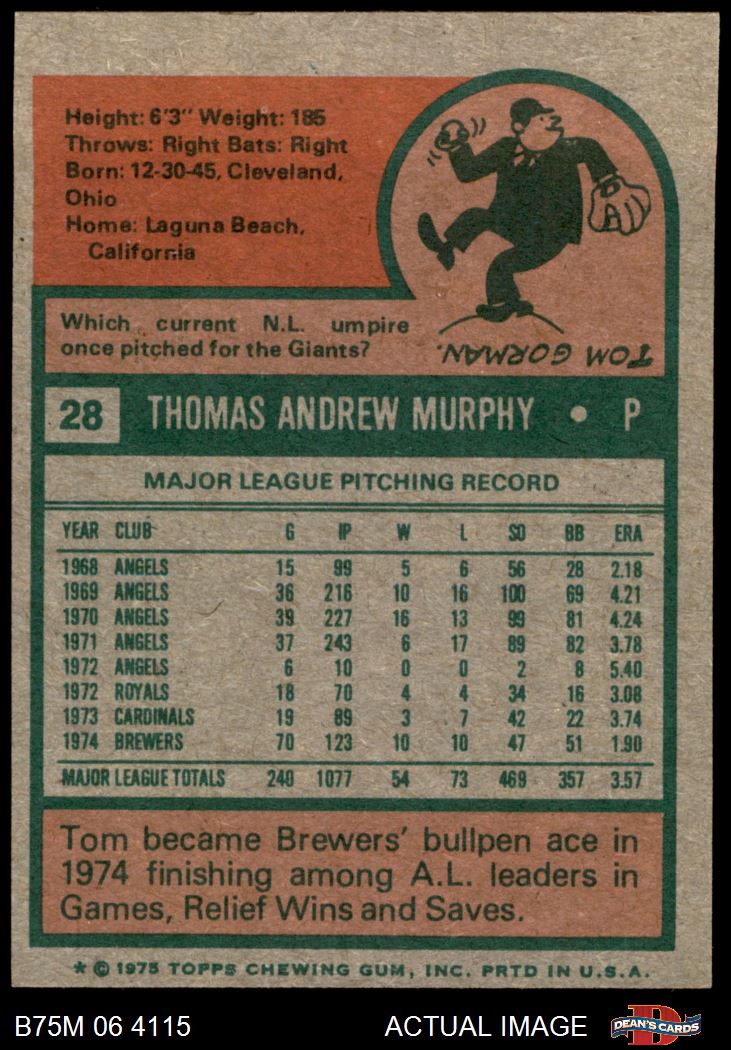 Height: 6'3" Weight: 185
Throws: Right Bats: Right
Born: 12-30-45, Cleveland,
Ohio
Home: Laguna Beach,
California
Which current N.L. umpire
once pitched for the Giants?
TOM GORMAN.
28 THOMAS ANDREW MURPHY • P
MAJOR LEAGUE PITCHING RECORD
YEAR CLUB G IP W L SO BB ERA
1968 ANGELS 15 99 5 6 56 28 2.18
1969 ANGELS 36 216 10 16 100 69 4.21
1970 ANGELS 39 227 16 13 99 81 4.24
1971 ANGELS 37 243 6 17 89 82 3.78
1972 ANGELS 6 10 0 0 2 8 5.40
1972 ROYALS 18 70 4 4 34 16 3.08
1973 CARDINALS 19 89 3 7 42 22 3.74
1974 BREWERS 70 123 10 10 47 51 1.90
MAJOR LEAGUE TOTALS 240 1077 54 73 469 357 3.57
Tom became Brewers' bullpen ace in
1974 finishing among A.L. leaders in
Games, Relief Wins and Saves.
* © 1975 TOPPS CHEWING GUM, INC. PRTD IN U.S.A.
B75M 06 4115 ACTUAL IMAGE D DEAN'S CARDS